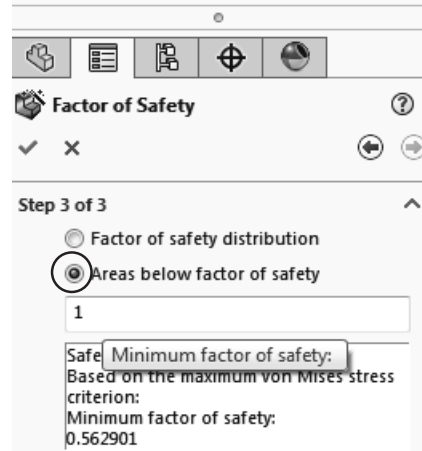 Factor of Safety
?
Step 3 of 3
Factor of safety distribution
Areas below factor of safety
1
Safe
Minimum factor of safety:
Based on the maximum von Mises stress
criterion:
Minimum factor of safety:
0.562901